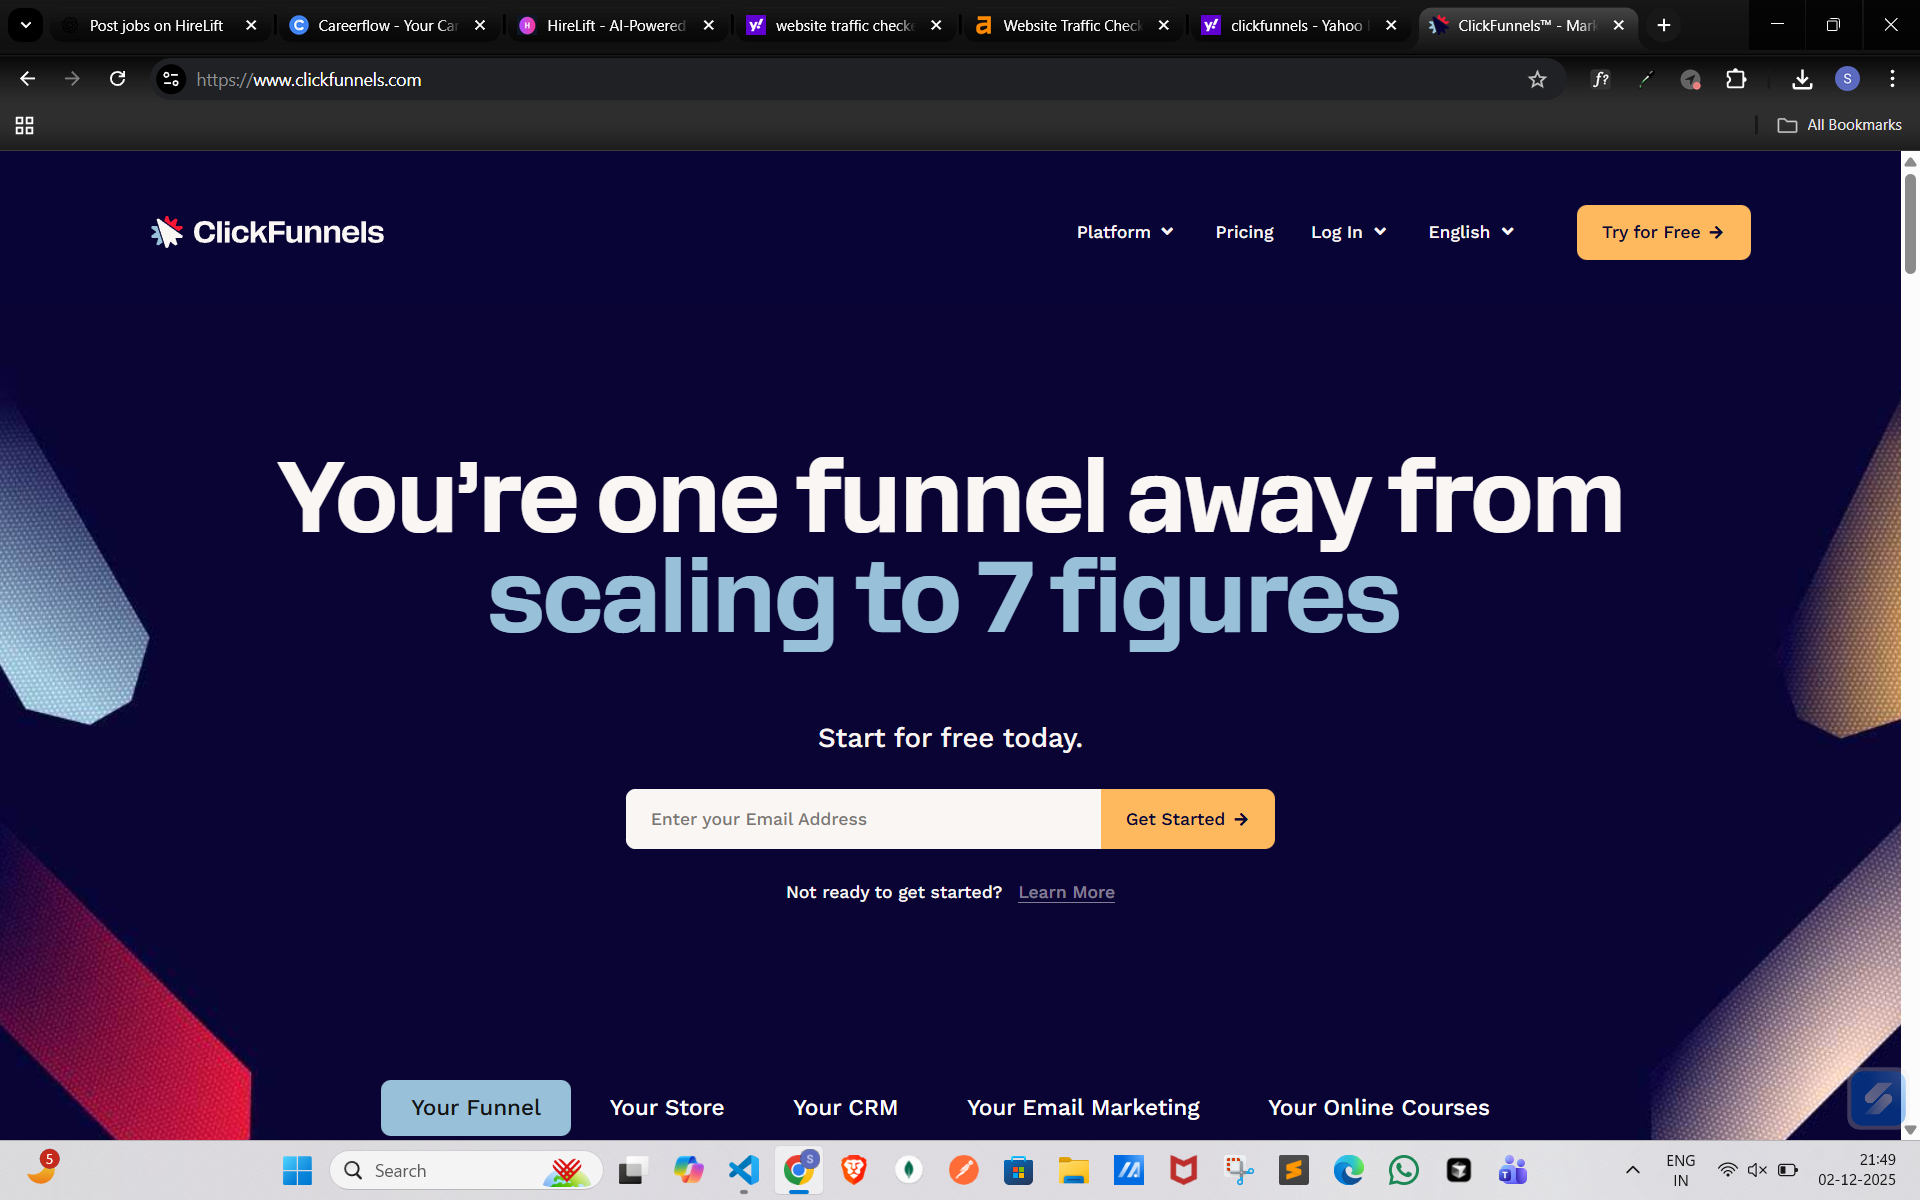 Post jobs on HireLift
Careerflow - Your Car
HireLift - AI-Powered
website traffic checke
Website Traffic Check
clickfunnels - Yahoo
ClickFunnels™ - Mark
https://www.clickfunnels.com
f?
S
All Bookmarks
ClickFunnels
Platform
Pricing
Log In
English
Try for Free
You’re one funnel away from
scaling to 7 figures
Start for free today.
Enter your Email Address
Get Started
Not ready to get started? Learn More
Your Funnel
Your Store
Your CRM
Your Email Marketing
Your Online Courses
5
Search
ENG
IN
21:49
02-12-2025